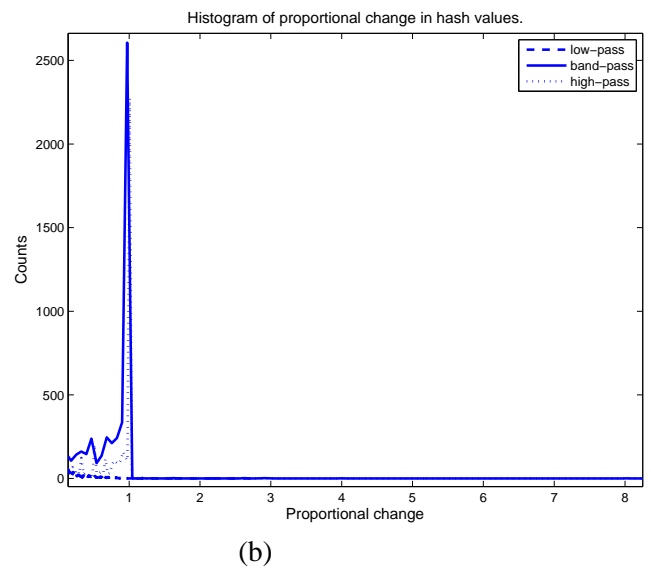 Histogram of proportional change in hash values.
low-pass
band-pass
high-pass
2500
2000
1500
1000
500
0
Counts
1 2 3 4 5 6 7 8
Proportional change
(b)